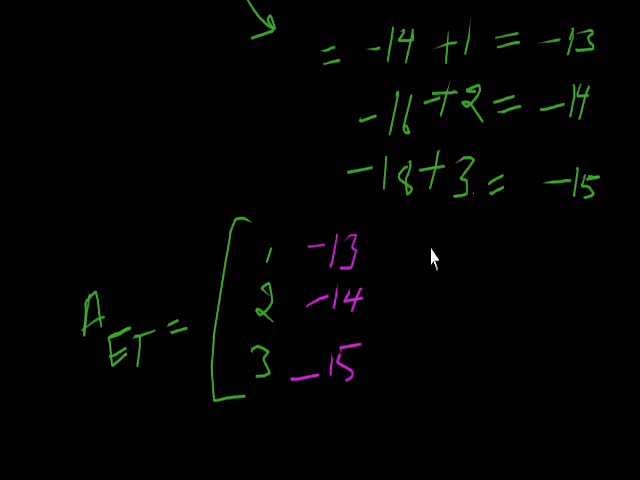 = -14 + 1 = -13
-16 + 2 = -14
-18 + 3 = -15
1 -13
2 -14
A ET = [
3 -15